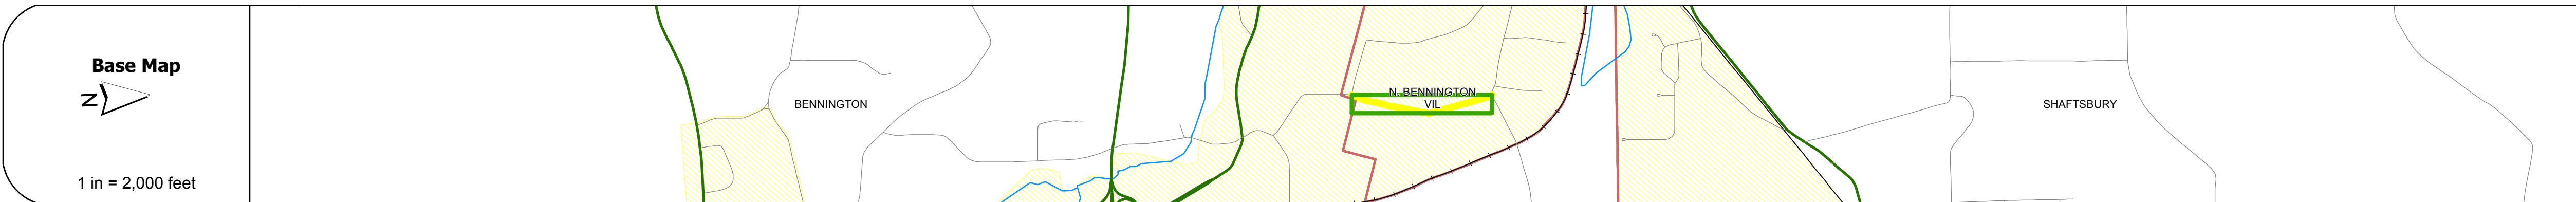 Base Map
N
1 in = 2,000 feet
BENNINGTON
N. BENNINGTON
VIL
SHAFTSBURY